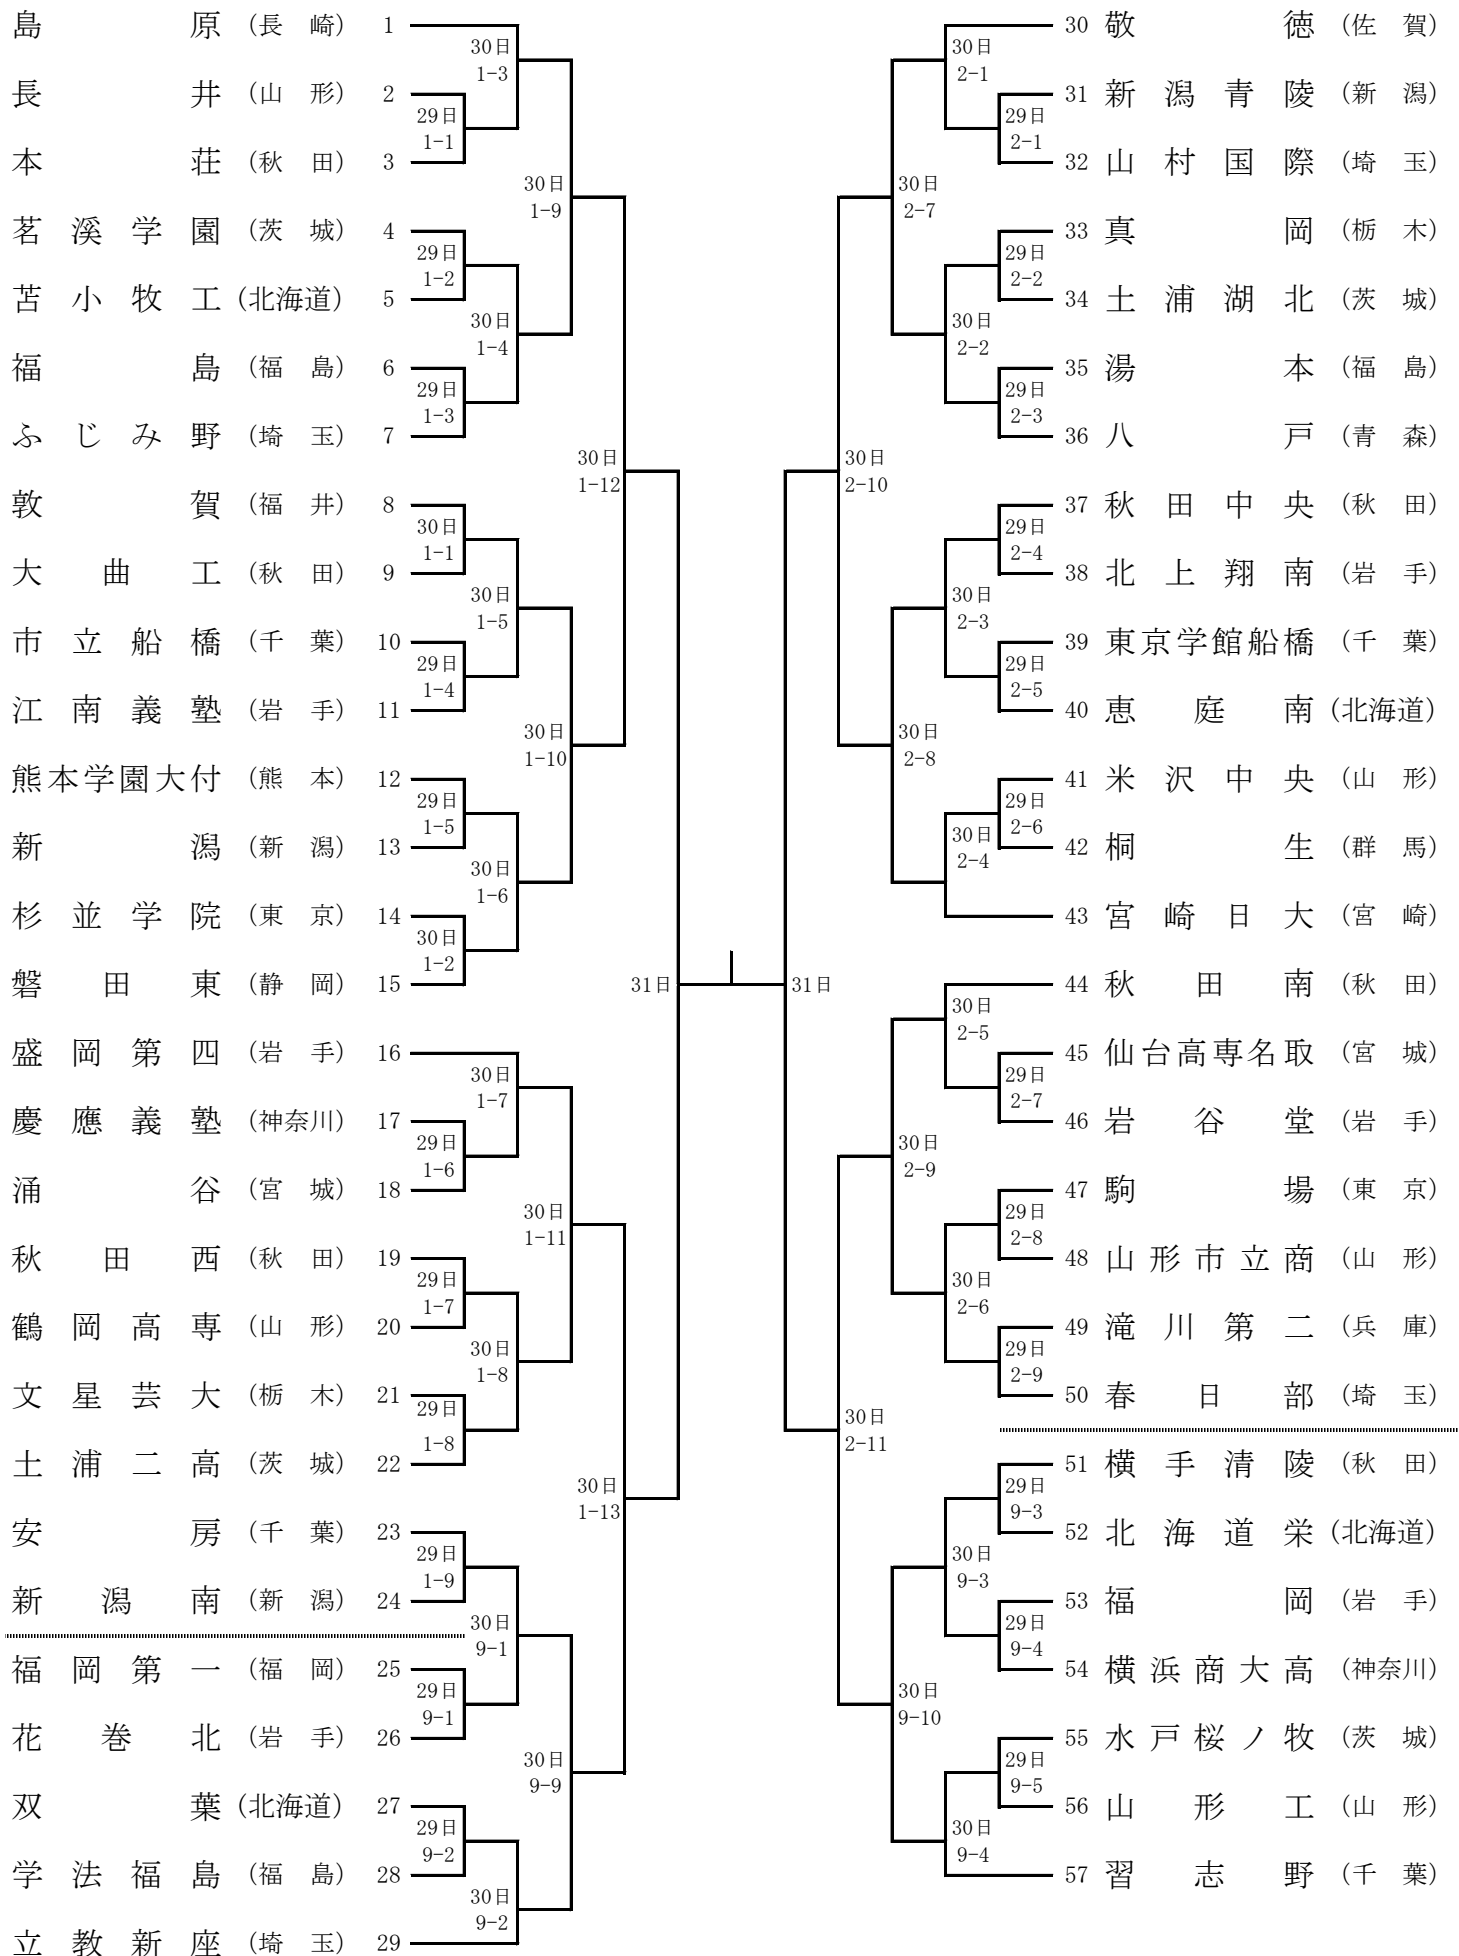 島原 (長崎) 1
30日
1-3
長井 (山形) 2
29日
1-1
本荘 (秋田) 3
30日
1-9
茗溪学園 (茨城) 4
29日
1-2
苫小牧工 (北海道) 5
30日
1-4
福島 (福島) 6
29日
1-3
ふじみ野 (埼玉) 7
30日
1-12
敦賀 (福井) 8
30日
1-1
大曲工 (秋田) 9
30日
1-5
市立船橋 (千葉) 10
29日
1-4
江南義塾 (岩手) 11
30日
1-10
熊本学園大付 (熊本) 12
29日
1-5
新潟 (新潟) 13
30日
1-6
杉並学院 (東京) 14
30日
1-2
磐田東 (静岡) 15
31日
盛岡第四 (岩手) 16
30日
1-7
慶應義塾 (神奈川) 17
29日
1-6
涌谷 (宮城) 18
30日
1-11
秋田西 (秋田) 19
29日
1-7
鶴岡高専 (山形) 20
30日
1-8
文星芸大 (栃木) 21
29日
1-8
土浦二高 (茨城) 22
30日
1-13
安房 (千葉) 23
29日
1-9
新潟南 (新潟) 24
30日
9-1
福岡第一 (福岡) 25
29日
9-1
花巻北 (岩手) 26
30日
9-9
双葉 (北海道) 27
29日
9-2
学法福島 (福島) 28
30日
9-2
立教新座 (埼玉) 29
30 敬徳 (佐賀)
30日
2-1
31 新潟青陵 (新潟)
29日
2-1
32 山村国際 (埼玉)
30日
2-7
33 真岡 (栃木)
29日
2-2
34 土浦湖北 (茨城)
30日
2-2
35 湯本 (福島)
29日
2-3
36 八戸 (青森)
30日
2-10
37 秋田中央 (秋田)
29日
2-4
38 北上翔南 (岩手)
30日
2-3
39 東京学館船橋 (千葉)
29日
2-5
40 恵庭南 (北海道)
30日
2-8
41 米沢中央 (山形)
29日
2-6
42 桐生 (群馬)
30日
2-4
43 宮崎日大 (宮崎)
31日
44 秋田南 (秋田)
30日
2-5
45 仙台高専名取 (宮城)
29日
2-7
46 岩谷堂 (岩手)
30日
2-9
47 駒場 (東京)
29日
2-8
48 山形市立商 (山形)
30日
2-6
49 滝川第二 (兵庫)
29日
2-9
50 春日部 (埼玉)
30日
2-11
51 横手清陵 (秋田)
29日
9-3
52 北海道栄 (北海道)
30日
9-3
53 福岡 (岩手)
29日
9-4
54 横浜商大高 (神奈川)
30日
9-10
55 水戸桜ノ牧 (茨城)
29日
9-5
56 山形工 (山形)
30日
9-4
57 習志野 (千葉)